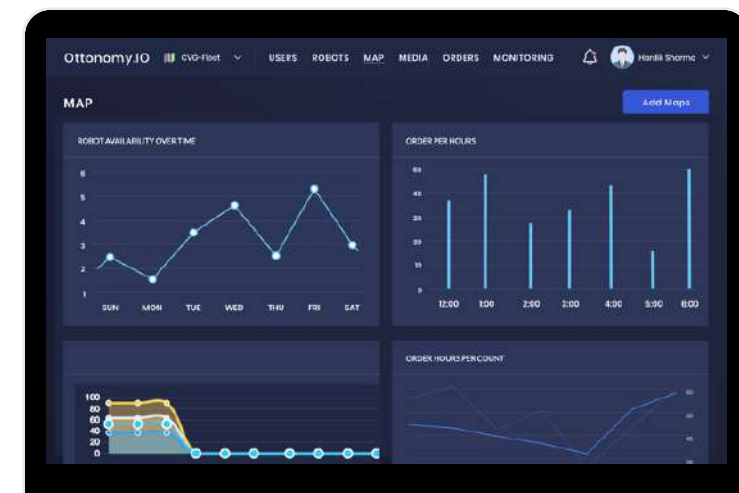 Ottonomy.IO CVG-Fleet USERS ROBOTS MAP MEDIA ORDERS MONITORING Hardik Sharma
MAP
Add Maps
ROBOT AVAILABILITY OVER TIME
6
5
4
3
2
1
SUN MON TUE WED THU FRI SAT
ORDER PER HOURS
40
20
10
0
12:00 1:00 2:00 3:00 4:00 5:00 6:00
100
80
60
40
20
0
ORDER HOURS PER COUNT